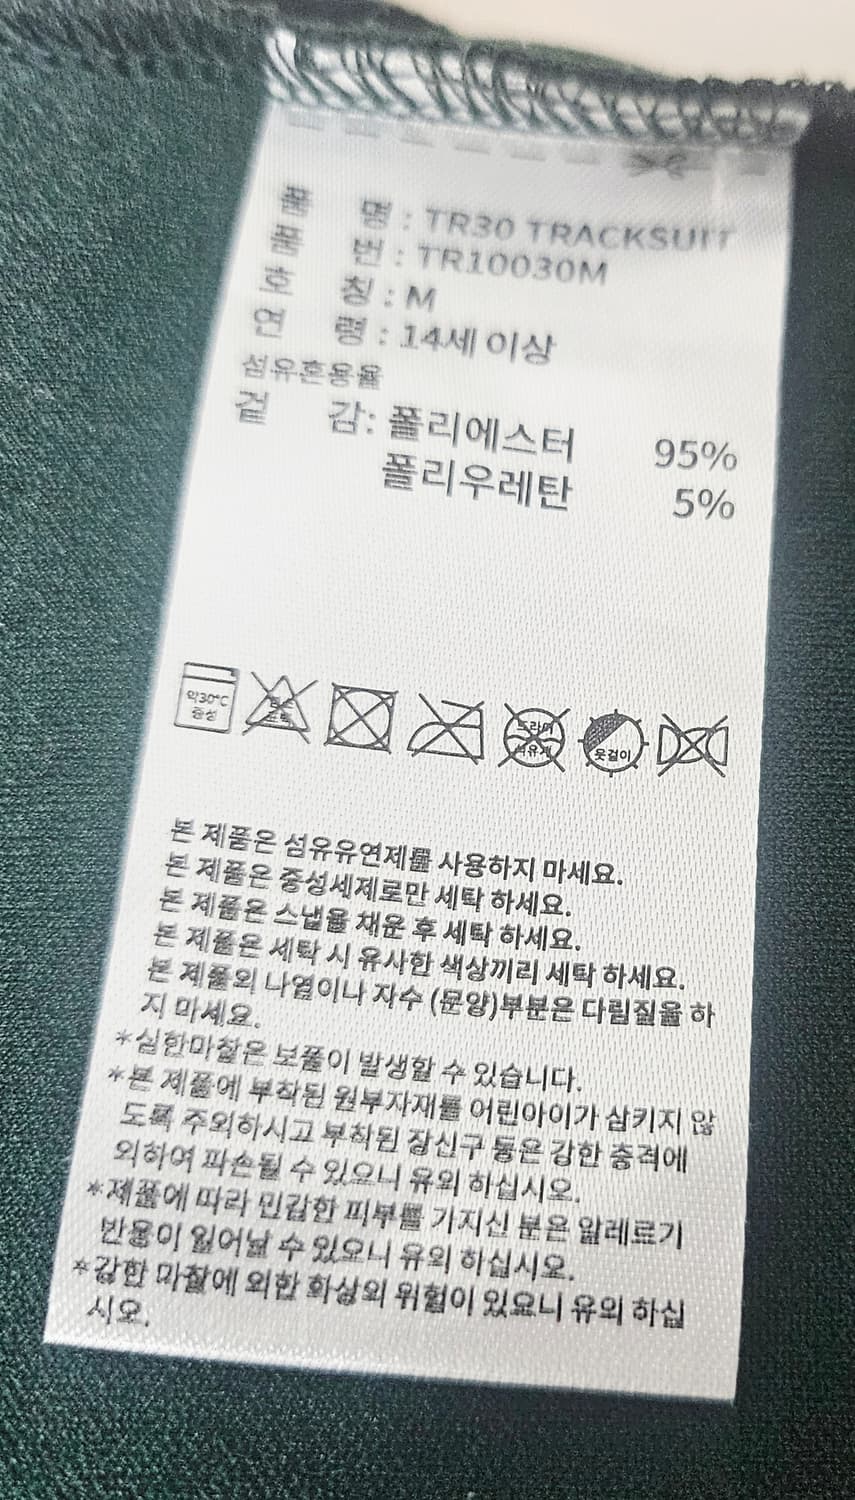 품 명 : TR30 TRACKSUIT
품 번 : TR10030M
호 칭 : M
연 령 : 14세 이상
섬유혼용율
겉 감: 폴리에스터 95%
폴리우레탄 5%
약30°C
중성
드라이
석유계
옷걸이
본 제품은 섬유유연제를 사용하지 마세요.
본 제품은 중성세제로만 세탁 하세요.
본 제품은 스냅을 채운 후 세탁 하세요.
본 제품은 세탁 시 유사한 색상끼리 세탁 하세요.
본 제품의 나염이나 자수 (문양)부분은 다림질을 하
지 마세요.
*심한마찰은 보풀이 발생할 수 있습니다.
*본 제품에 부착된 원부자재를 어린아이가 삼키지 않
도록 주의하시고 부착된 장신구 등은 강한 충격에
의하여 파손될 수 있으니 유의 하십시오.
*제품에 따라 민감한 피부를 가지신 분은 알레르기
반응이 일어날 수 있으니 유의 하십시오.
*강한 마찰에 의한 화상의 위험이 있으니 유의 하십
시오.